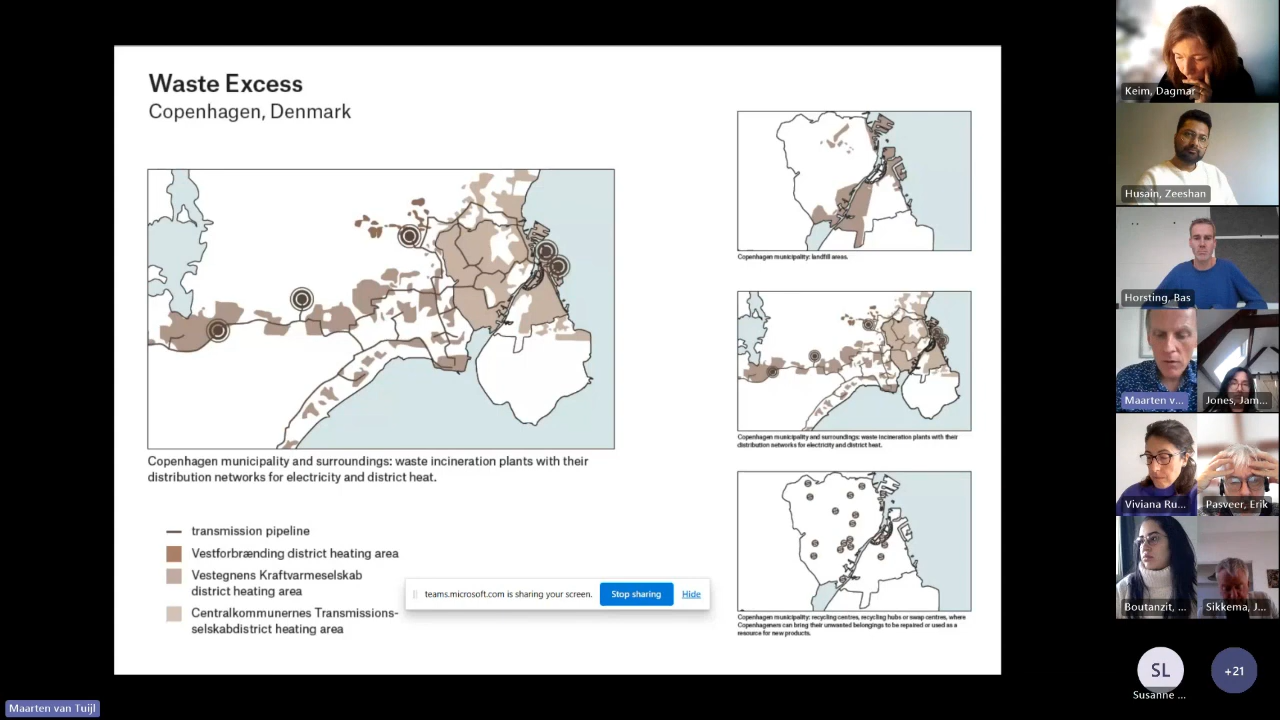 Waste Excess
Copenhagen, Denmark
Copenhagen municipality and surroundings: waste incineration plants with their
distribution networks for electricity and district heat.
transmission pipeline
Vestforbrænding district heating area
Vestegnens Kraftvarmeselskab
district heating area
Centralkommunernes Transmissions-
selskabdistrict heating area
Copenhagen municipality: landfill areas.
Copenhagen municipality and surroundings: waste incineration plants with their
distribution networks for electricity and district heat.
Copenhagen municipality: recycling centres, recycling hubs or swap centres, where
Copenhageners can bring their unwanted belongings to be repaired or used as a
resource for new products.
teams.microsoft.com is sharing your screen.
Stop sharing
Hide
Keim, Dagmar
Husain, Zeeshan
Horsting, Bas
Maarten v...
Jones, Jam...
Viviana Ru...
Pasveer, Erik
Boutanzit, ...
Sikkema, J...
SL
Susanne ...
+21
Maarten van Tuijl